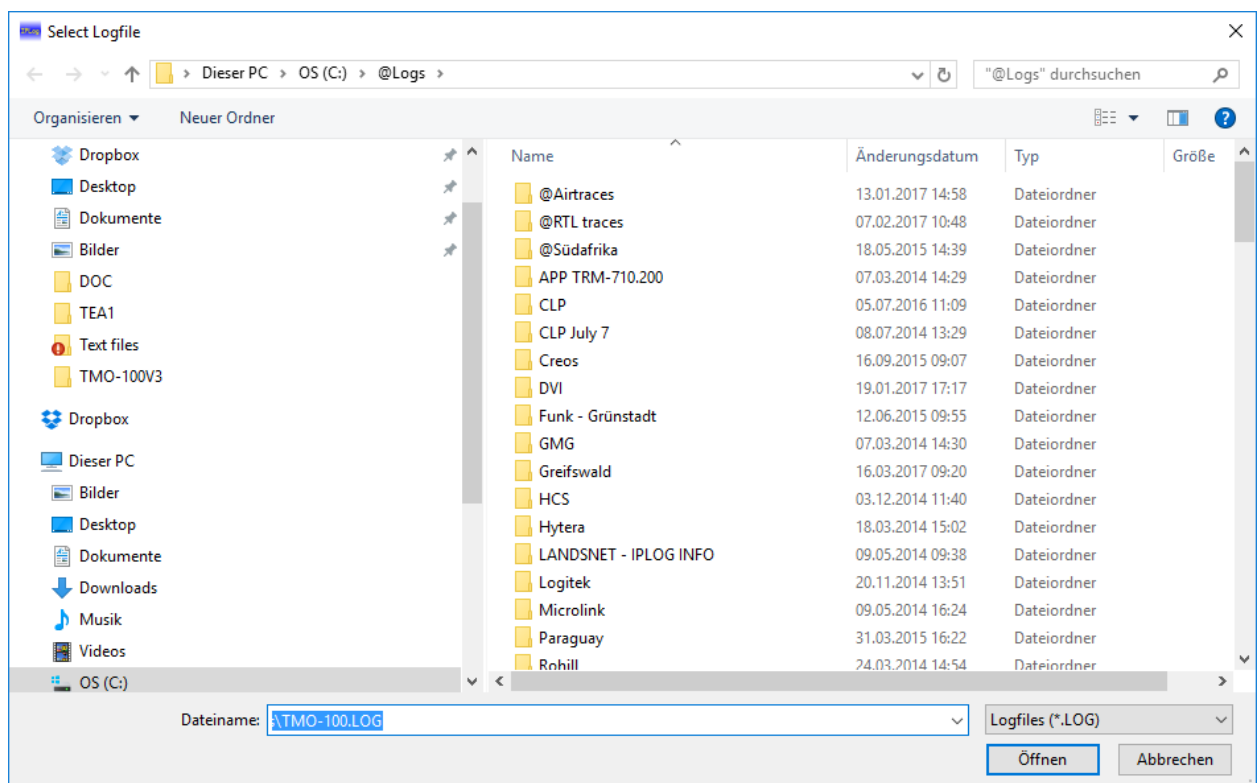 Select Logfile
Dieser PC > OS (C:) > @Logs >
"@Logs" durchsuchen
Organisieren
Neuer Ordner
Dropbox
Desktop
Dokumente
Bilder
DOC
TEA1
Text files
TMO-100V3
Dropbox
Dieser PC
Bilder
Desktop
Dokumente
Downloads
Musik
Videos
OS (C:)
Name Änderungsdatum Typ Größe
@Airtraces 13.01.2017 14:58 Dateiordner
@RTL traces 07.02.2017 10:48 Dateiordner
@Südafrika 18.05.2015 14:39 Dateiordner
APP TRM-710.200 07.03.2014 14:29 Dateiordner
CLP 05.07.2016 11:09 Dateiordner
CLP July 7 08.07.2014 13:29 Dateiordner
Creos 16.09.2015 09:07 Dateiordner
DVI 19.01.2017 17:17 Dateiordner
Funk - Grünstadt 12.06.2015 09:55 Dateiordner
GMG 07.03.2014 14:30 Dateiordner
Greifswald 16.03.2017 09:20 Dateiordner
HCS 03.12.2014 11:40 Dateiordner
Hytera 18.03.2014 15:02 Dateiordner
LANDSNET - IPLOG INFO 09.05.2014 09:38 Dateiordner
Logitek 20.11.2014 13:51 Dateiordner
Microlink 09.05.2014 16:24 Dateiordner
Paraguay 31.03.2015 16:22 Dateiordner
Rohill 24.03.2014 14:54 Dateiordner
Dateiname: :\TMO-100.LOG
Logfiles (*.LOG)
Öffnen
Abbrechen